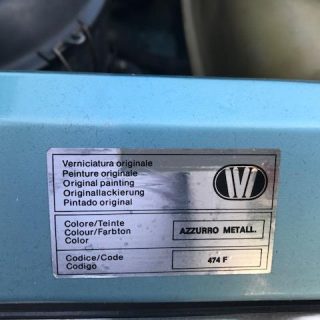 Verniciatura originale
Peinture originale
Original painting
Originallackierung
Pintado original
Colore/Teinte
Colour/Farbton
Color
AZZURRO METALL.
Codice/Code
Codigo
474 F